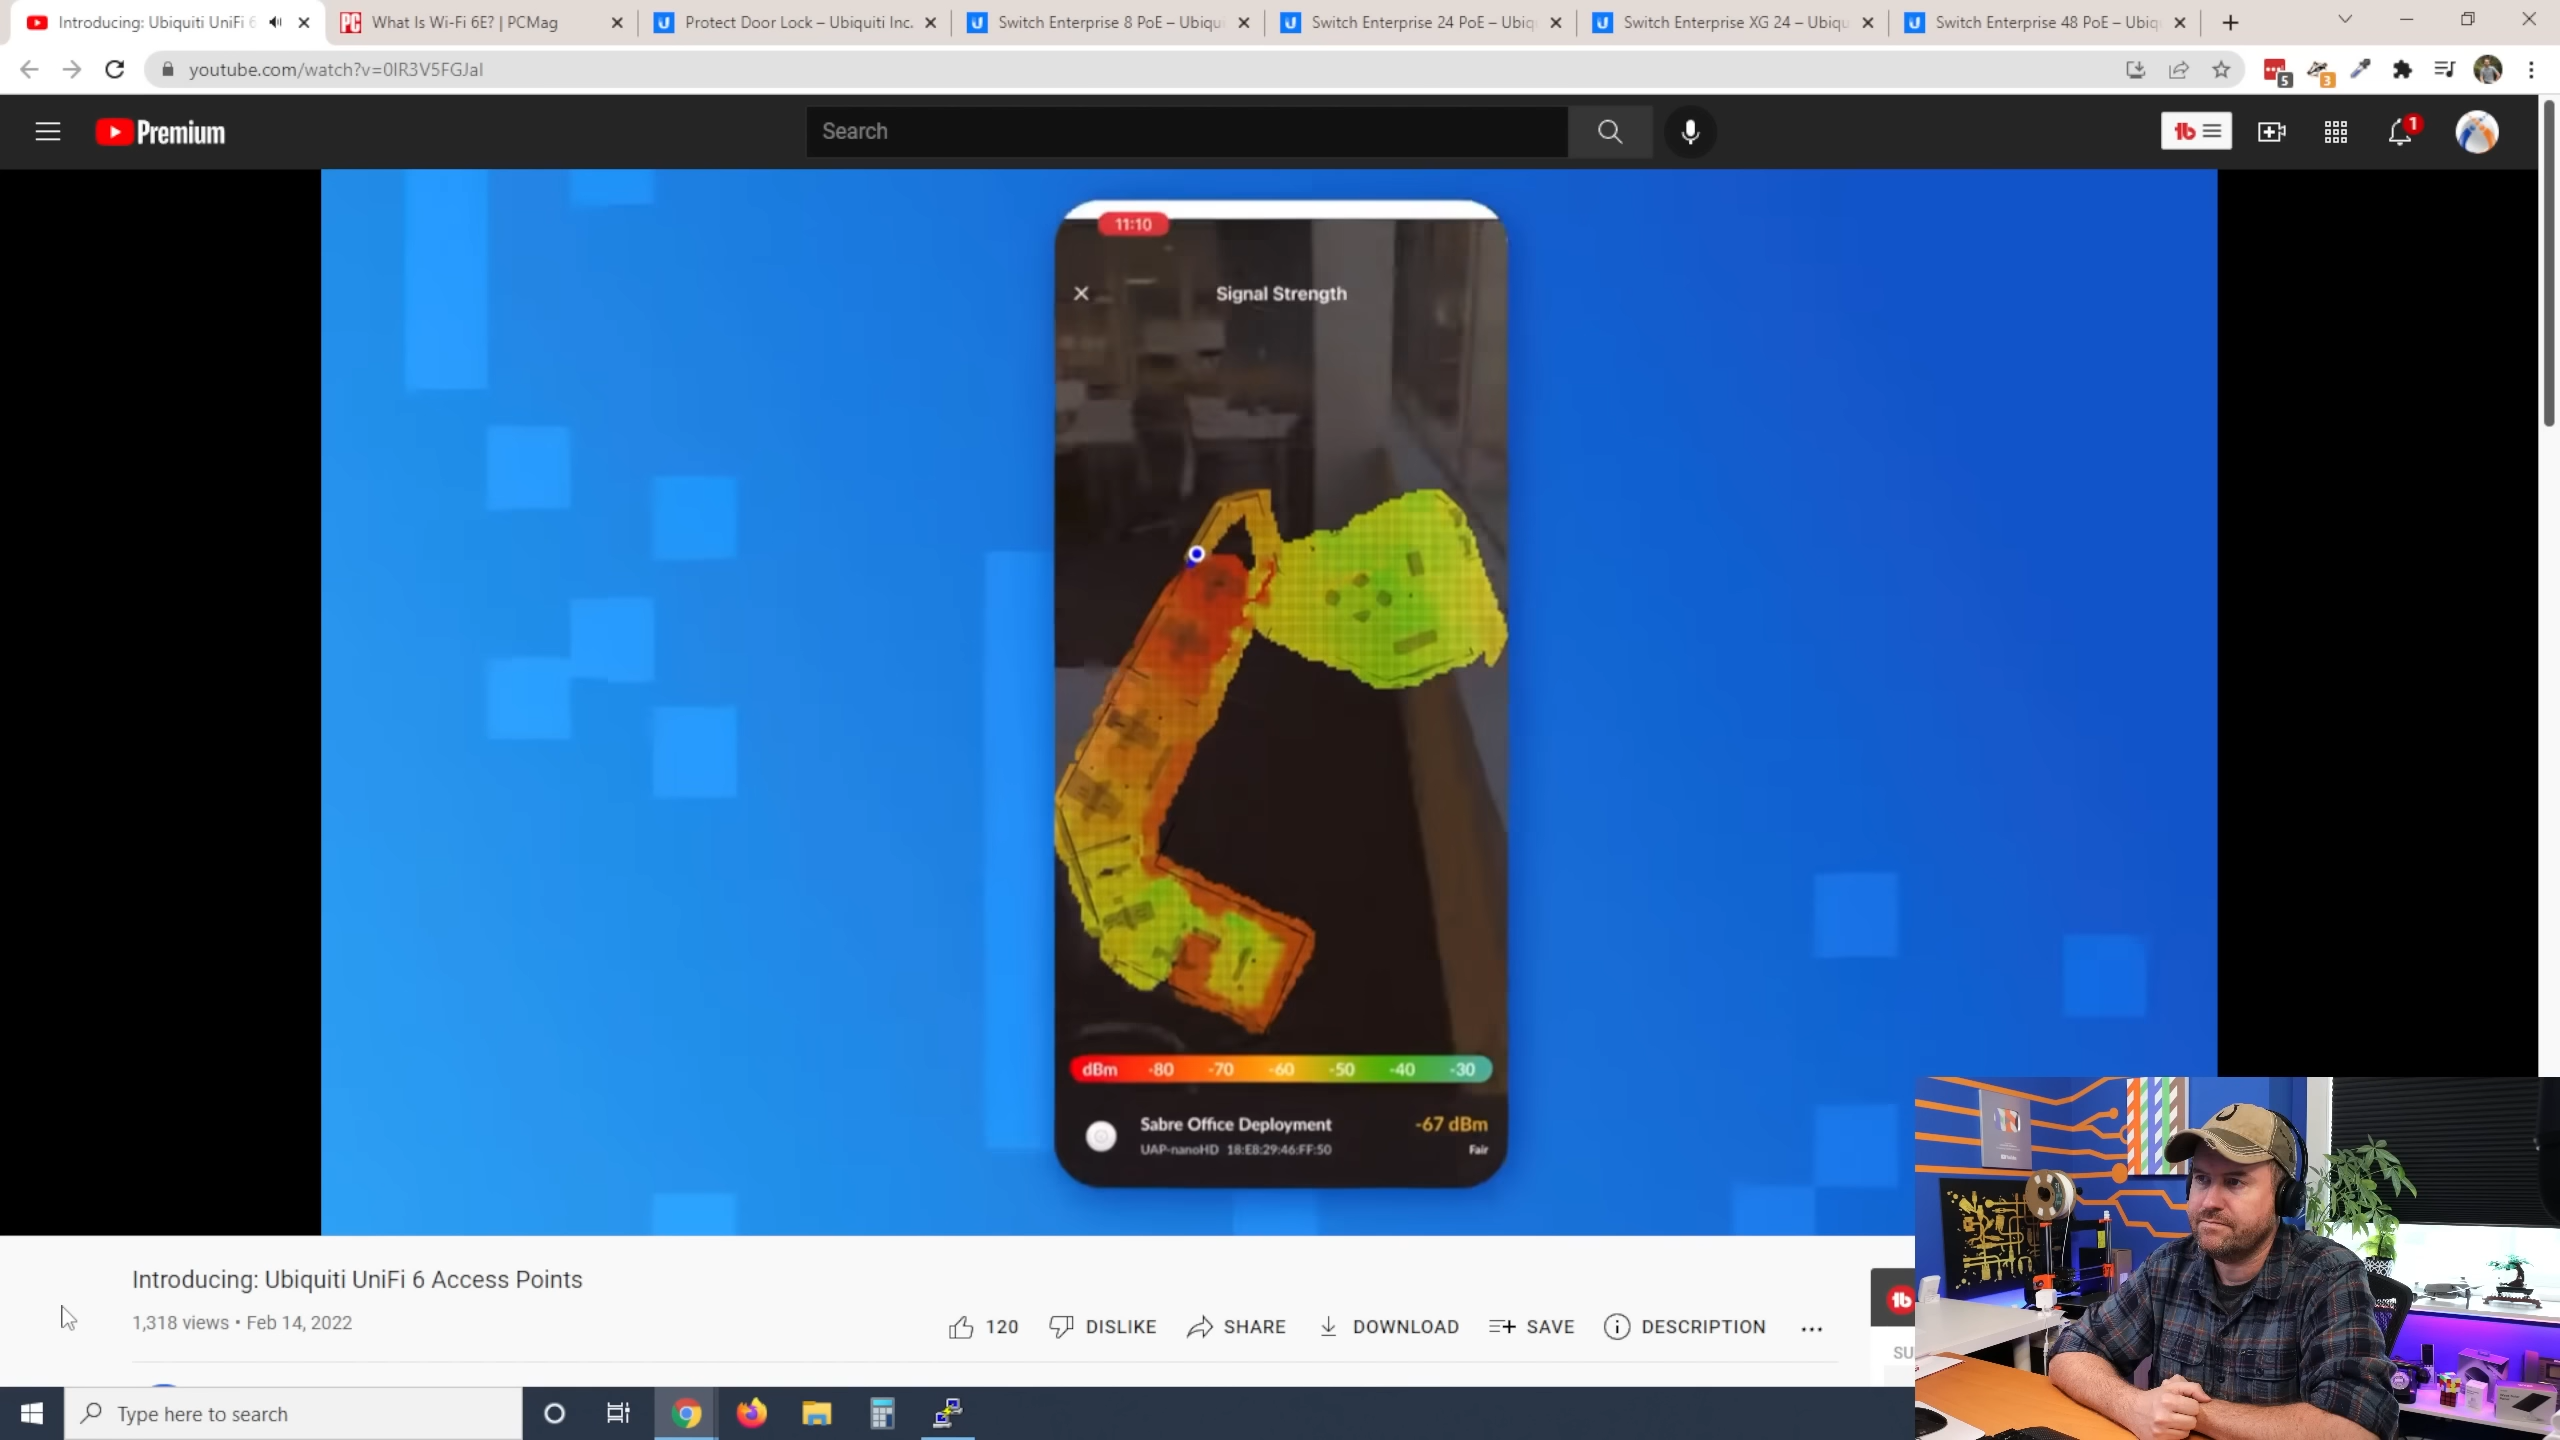 Introducing: Ubiquiti UniFi 6
What Is Wi-Fi 6E? | PCMag
Protect Door Lock – Ubiquiti Inc.
Switch Enterprise 8 PoE – Ubiqu
Switch Enterprise 24 PoE – Ubiq
Switch Enterprise XG 24 – Ubiqu
Switch Enterprise 48 PoE – Ubiq
youtube.com/watch?v=0IR3V5FGJaI
5
3
Premium
Search
1
11:10
Signal Strength
dBm -80 -70 -60 -50 -40 -30
Sabre Office Deployment -67 dBm
UAP-nanoHD 18:E8:29:46:FF:50 Fair
Introducing: Ubiquiti UniFi 6 Access Points
1,318 views • Feb 14, 2022
120 DISLIKE SHARE DOWNLOAD SAVE DESCRIPTION
SU
Type here to search